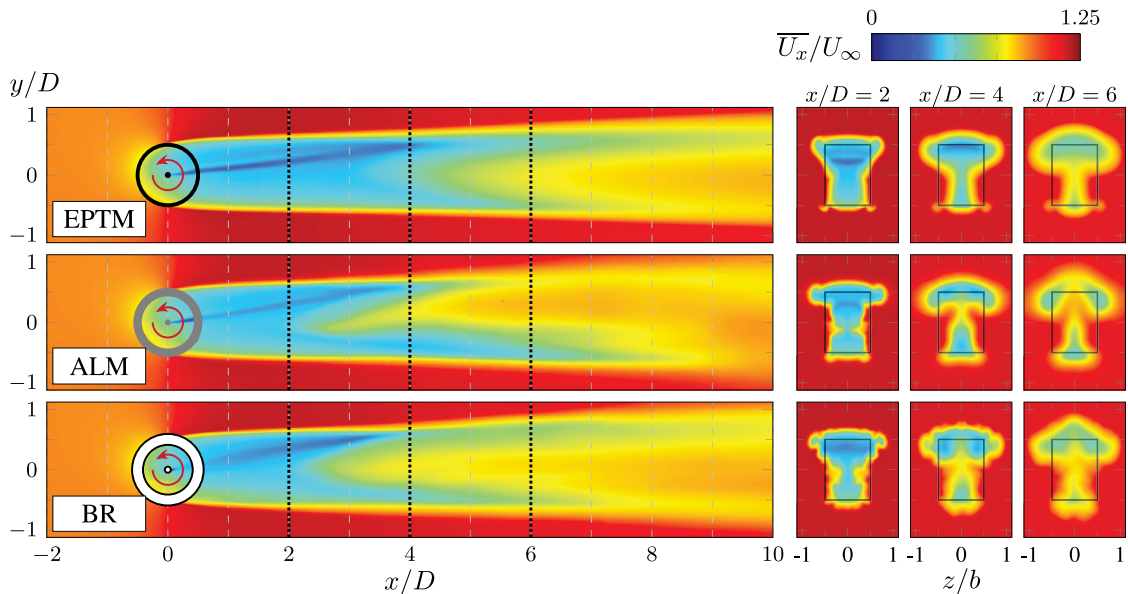 0 1.25
$\overline{U_x}/U_\infty$
y/D
x/D = 2 x/D = 4 x/D = 6
1
0
−1
EPTM
1
0
−1
ALM
1
0
−1
BR
−2 0 2 4 6 8 10
-1 0 1 -1 0 1 -1 0 1
x/D z/b